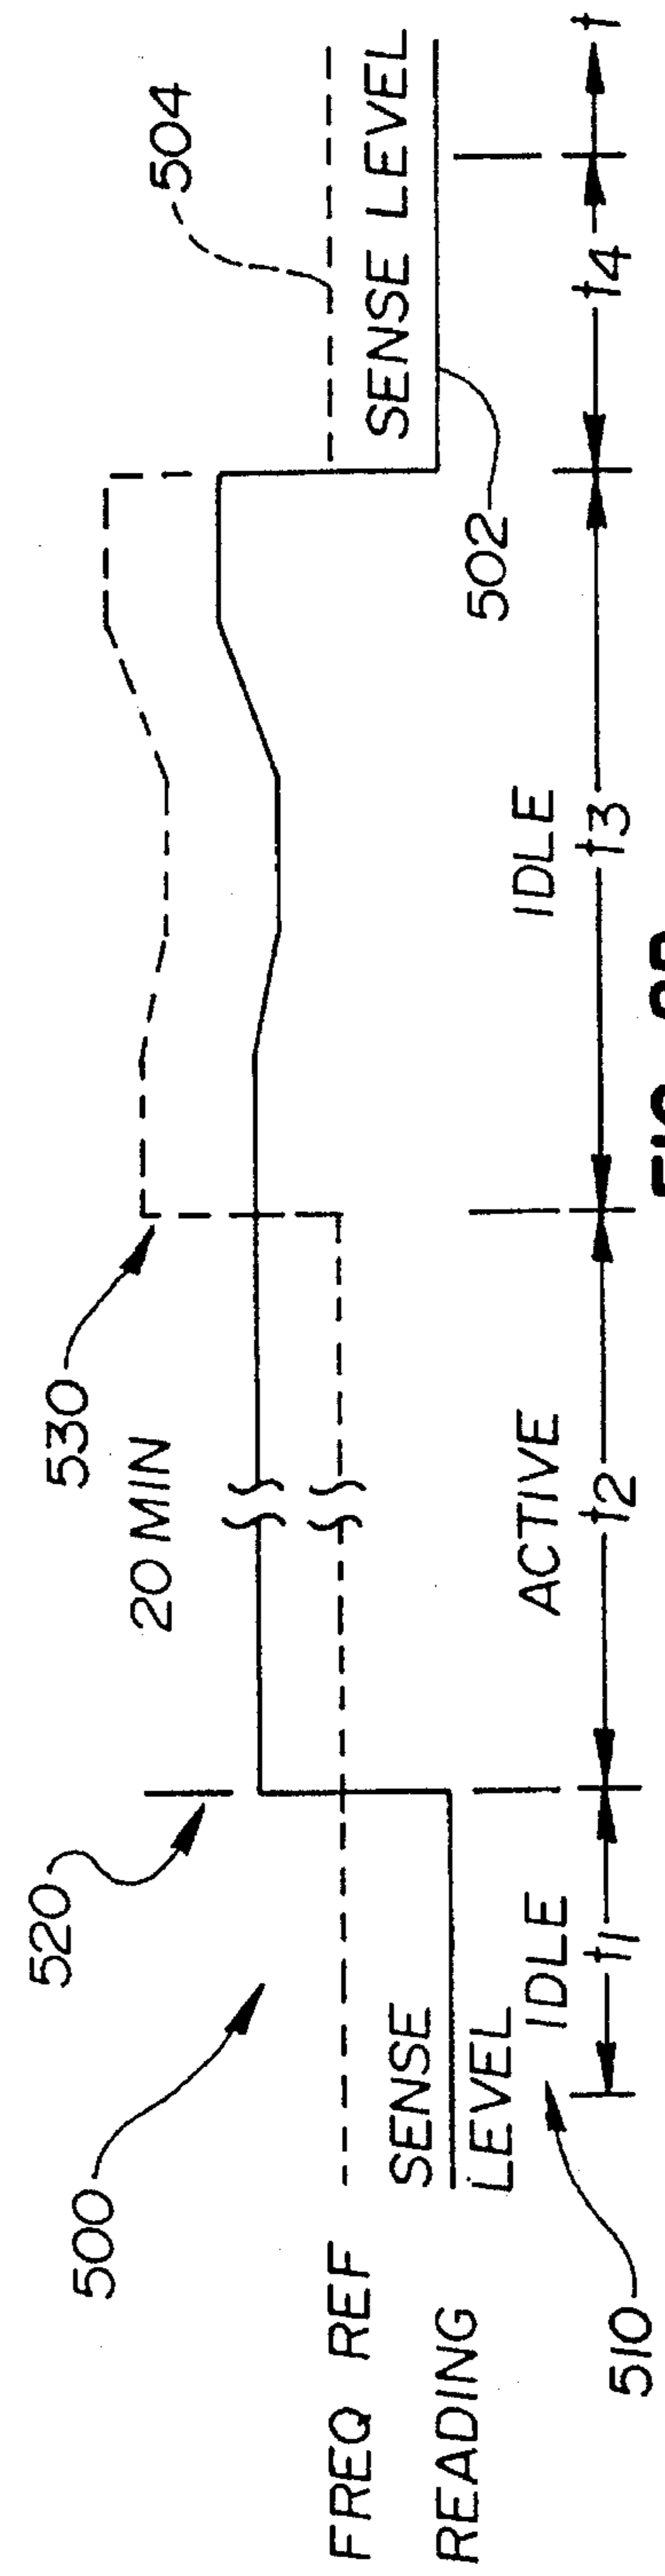 500
520
530
20 MIN
504
FREQ REF
READING
SENSE
LEVEL
SENSE LEVEL
502
510
IDLE
ACTIVE
IDLE
t1
t2
t3
t4
t